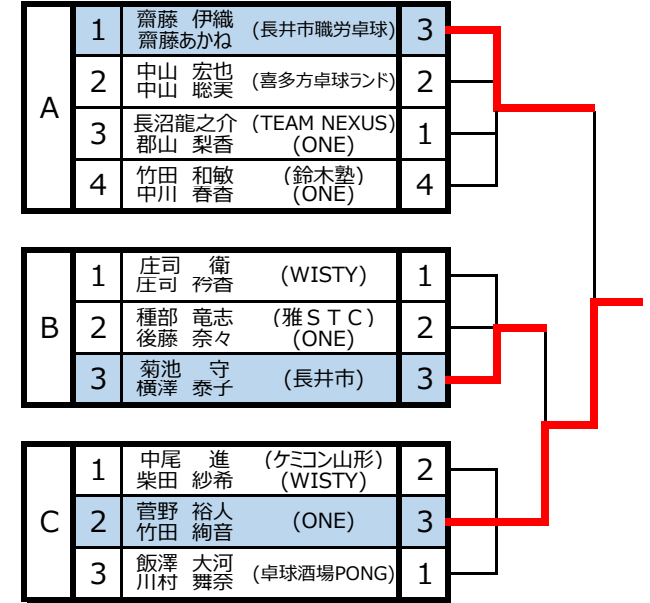 A
1 齋藤 伊織 (長井市職労卓球) 3
齋藤あかね
2 中山 宏也 (喜多方卓球ランド) 2
中山 聡実
3 長沼龍之介 (TEAM NEXUS) 1
郡山 梨香 (ONE)
4 竹田 和敏 (鈴木塾) 4
中川 春香 (ONE)
B
1 庄司 衛 (WISTY) 1
庄司 矜香
2 種部 竜志 (雅STC) 2
後藤 奈々 (ONE)
3 菊池 守 (長井市) 3
横澤 泰子
C
1 中尾 進 (ケミコン山形) 2
柴田 紗希 (WISTY)
2 菅野 裕人 (ONE) 3
竹田 絢音
3 飯澤 大河 (卓球酒場PONG) 1
川村 舞奈